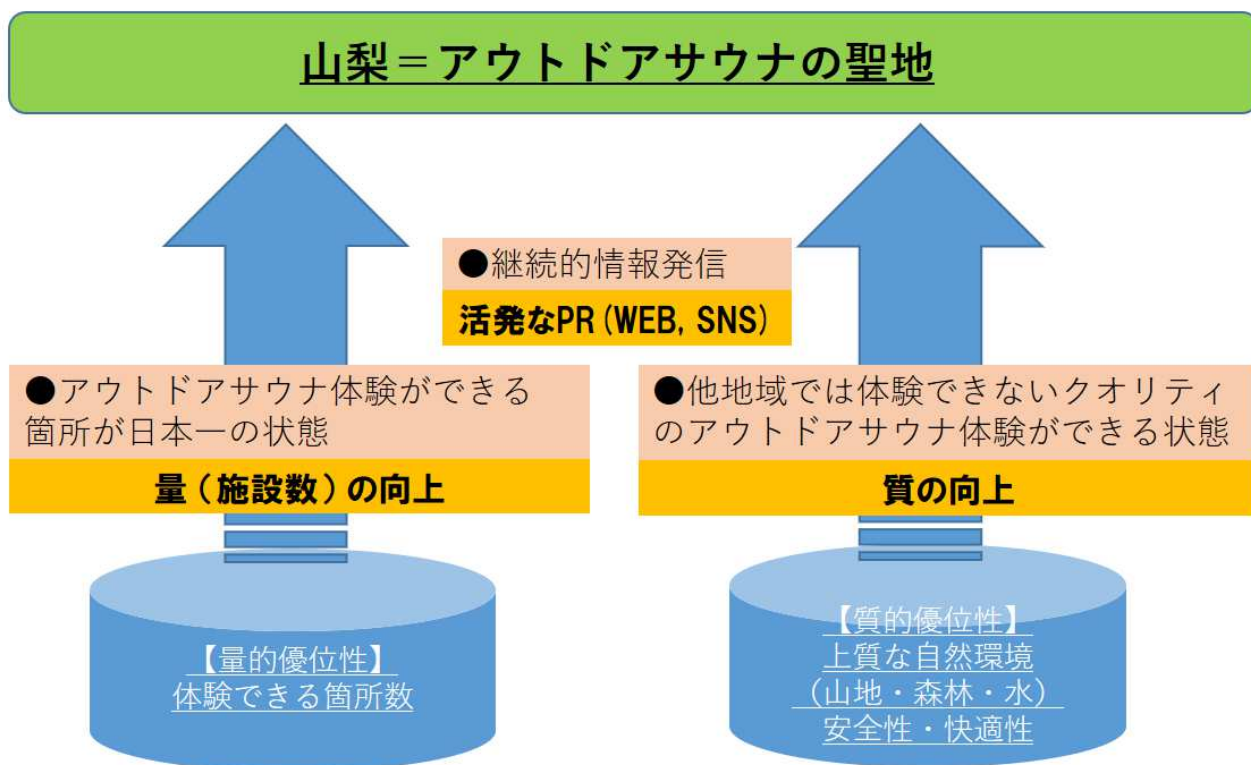 山梨＝アウトドアサウナの聖地
●継続的情報発信
活発なPR(WEB, SNS)
●アウトドアサウナ体験ができる
箇所が日本一の状態
量（施設数）の向上
●他地域では体験できないクオリティ
のアウトドアサウナ体験ができる状態
質の向上
【量的優位性】
体験できる箇所数
【質的優位性】
上質な自然環境
（山地・森林・水）
安全性・快適性